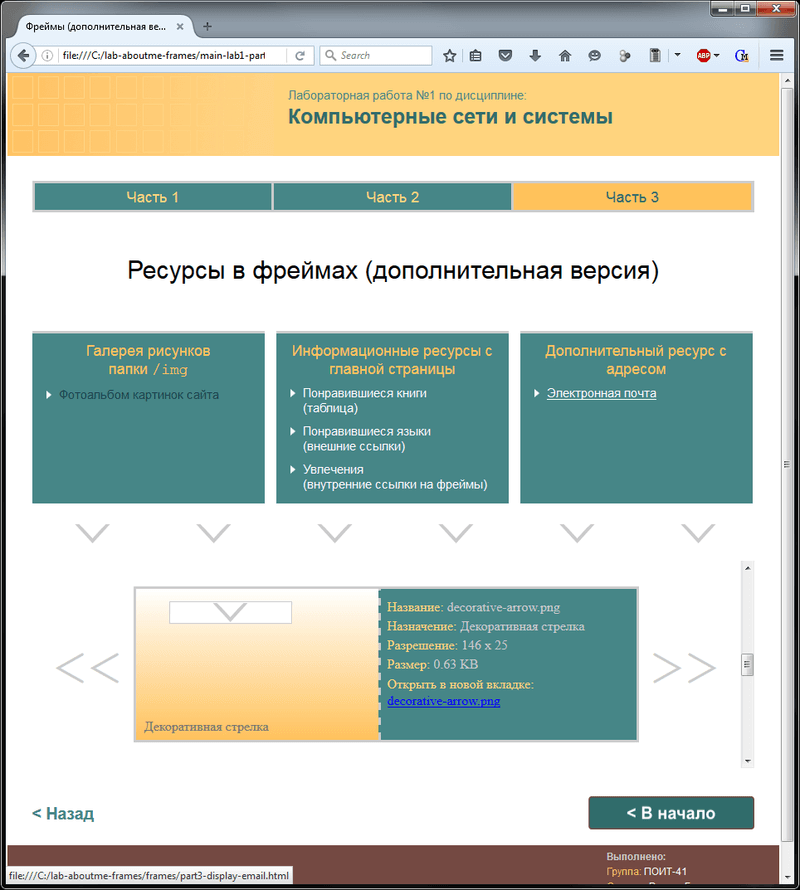 Фреймы (дополнительная ве...
file:///C:/lab-aboutme-frames/main-lab1-part
Search
ABP
Лабораторная работа №1 по дисциплине:
Компьютерные сети и системы
Часть 1
Часть 2
Часть 3
Ресурсы в фреймах (дополнительная версия)
Галерея рисунков
папки /img
Фотоальбом картинок сайта
Информационные ресурсы с
главной страницы
Понравившиеся книги
(таблица)
Понравившиеся языки
(внешние ссылки)
Увлечения
(внутренние ссылки на фреймы)
Дополнительный ресурс с
адресом
Электронная почта
Декоративная стрелка
Название: decorative-arrow.png
Назначение: Декоративная стрелка
Разрешение: 146 x 25
Размер: 0.63 KB
Открыть в новой вкладке:
decorative-arrow.png
< Назад
< В начало
Выполнено:
Группа: ПОИТ-41
file:///C:/lab-aboutme-frames/frames/part3-display-email.html